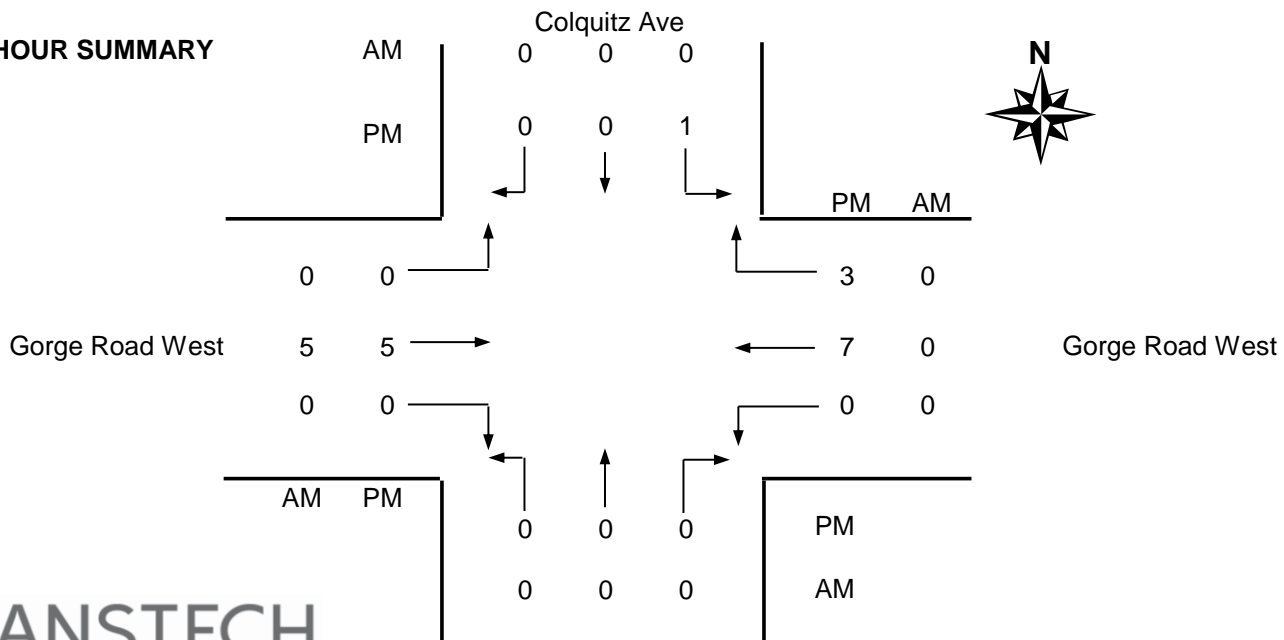 Colquitz Ave
HOUR SUMMARY AM 0 0 0 N
PM 0 0 1
PM AM
0 0 3 0
Gorge Road West 5 5 7 0 Gorge Road West
0 0 0 0
AM PM
0 0 0 PM
0 0 0 AM
ANSTECH